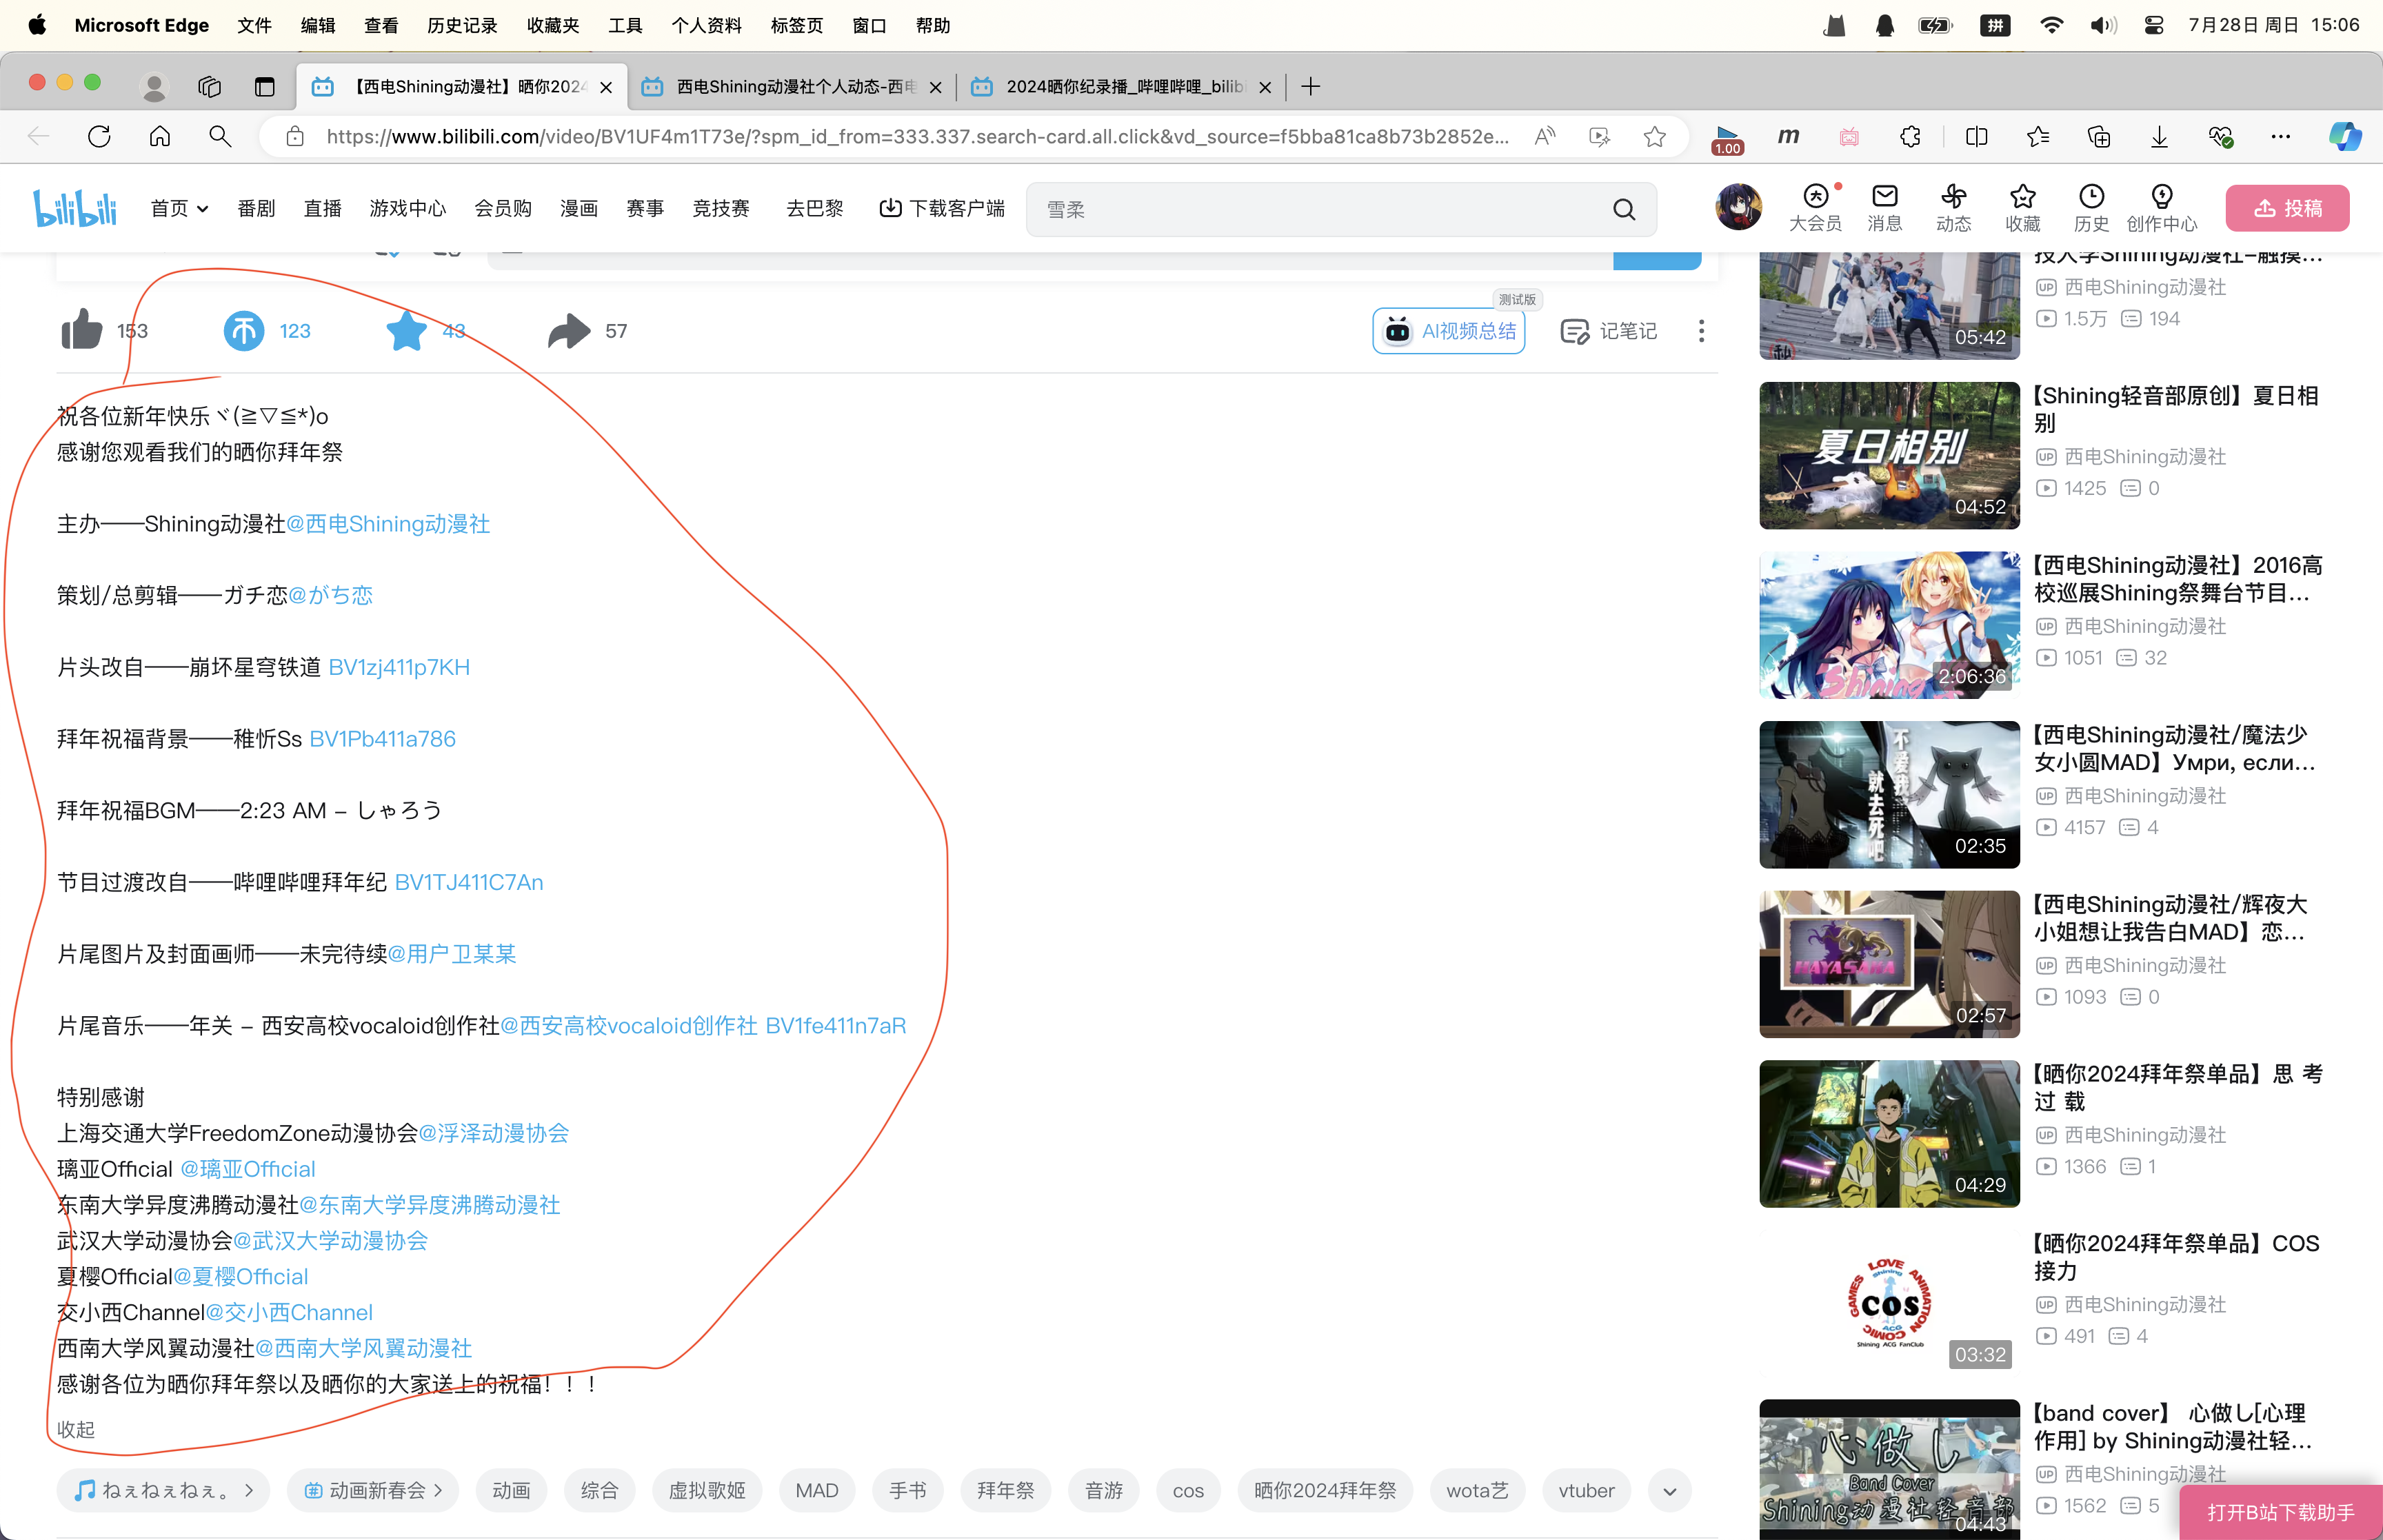 Microsoft Edge 文件 编辑 查看 历史记录 收藏夹 工具 个人资料 标签页 窗口 帮助 拼 7月28日 周日 15:06
【西电Shining动漫社】晒你2024 西电Shining动漫社个人动态-西电 2024晒你纪录播_哔哩哔哩_bilibi
https://www.bilibili.com/video/BV1UF4m1T73e/?spm_id_from=333.337.search-card.all.click&vd_source=f5bba81ca8b73b2852e... 1.00 m
bilibili 首页 番剧 直播 游戏中心 会员购 漫画 赛事 竞技赛 去巴黎 下载客户端 雪柔 大会员 消息 动态 收藏 历史 创作中心 投稿
153 123 43 57 测试版 AI视频总结 记笔记
祝各位新年快乐ヾ(≧▽≦*)o
感谢您观看我们的晒你拜年祭
主办——Shining动漫社@西电Shining动漫社
策划/总剪辑——ガチ恋@がち恋
片头改自——崩坏星穹铁道 BV1zj411p7KH
拜年祝福背景——稚忻Ss BV1Pb411a786
拜年祝福BGM——2:23 AM – しゃろう
节目过渡改自——哔哩哔哩拜年纪 BV1TJ411C7An
片尾图片及封面画师——未完待续@用户卫某某
片尾音乐——年关 – 西安高校vocaloid创作社@西安高校vocaloid创作社 BV1fe411n7aR
特别感谢
上海交通大学FreedomZone动漫协会@浮泽动漫协会
璃亚Official @璃亚Official
东南大学异度沸腾动漫社@东南大学异度沸腾动漫社
武汉大学动漫协会@武汉大学动漫协会
夏樱Official@夏樱Official
交小西Channel@交小西Channel
西南大学风翼动漫社@西南大学风翼动漫社
感谢各位为晒你拜年祭以及晒你的大家送上的祝福！！！
收起
ねぇねぇねぇ。 动画新春会 动画 综合 虚拟歌姬 MAD 手书 拜年祭 音游 cos 晒你2024拜年祭 wota艺 vtuber
技大学Shining动漫社–触摸...
西电Shining动漫社
1.5万 194
05:42
【Shining轻音部原创】夏日相
别
西电Shining动漫社
1425 0
夏日相别
04:52
【西电Shining动漫社】2016高
校巡展Shining祭舞台节目...
西电Shining动漫社
1051 32
Shining
2:06:36
【西电Shining动漫社/魔法少
女小圆MAD】Умри, если...
西电Shining动漫社
4157 4
不爱我
就去死吧
02:35
【西电Shining动漫社/辉夜大
小姐想让我告白MAD】恋...
西电Shining动漫社
1093 0
HAYASAKA
02:57
【晒你2024拜年祭单品】思 考
过 载
西电Shining动漫社
1366 1
04:29
【晒你2024拜年祭单品】COS
接力
西电Shining动漫社
491 4
GAMES LOVE ANIMATION COMIC
Shining
COS
ACG
Shining ACG FanClub
03:32
【band cover】 心做し[心理
作用] by Shining动漫社轻...
西电Shining动漫社
1562 5
心做し
Band Cover
Shining动漫社轻音部
04:43
打开B站下载助手